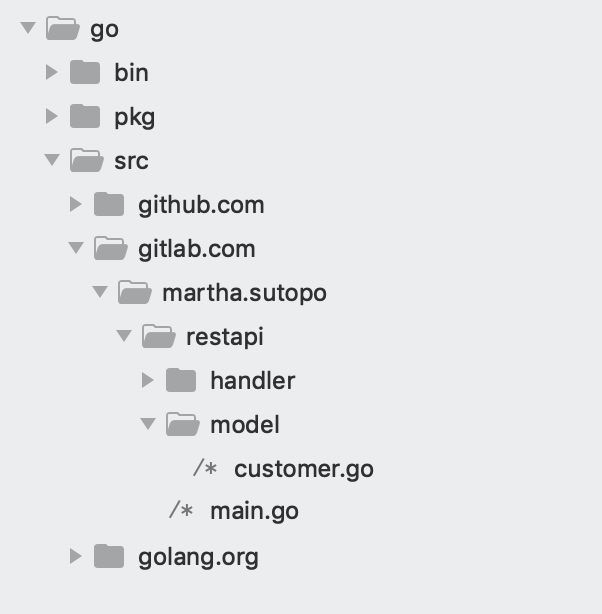 go
bin
pkg
src
github.com
gitlab.com
martha.sutopo
restapi
handler
model
/* customer.go
/* main.go
golang.org